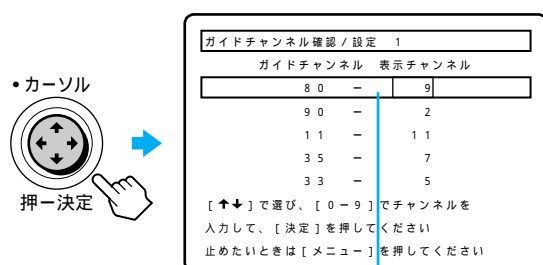 ガイドチャンネル確認/設定 1
ガイドチャンネル 表示チャンネル
80 ー 9
90 ー 2
11 ー 11
35 ー 7
33 ー 5
[↑↓]で選び、[0ー9]でチャンネルを
入力して、[決定]を押してください
止めたいときは[メニュー]を押してください
•カーソル
押ー決定